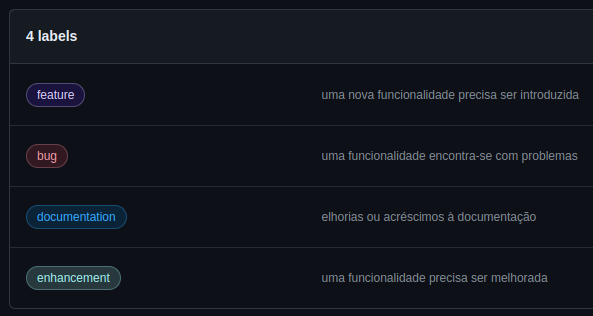 4 labels
feature uma nova funcionalidade precisa ser introduzida
bug uma funcionalidade encontra-se com problemas
documentation elhorias ou acréscimos à documentação
enhancement uma funcionalidade precisa ser melhorada